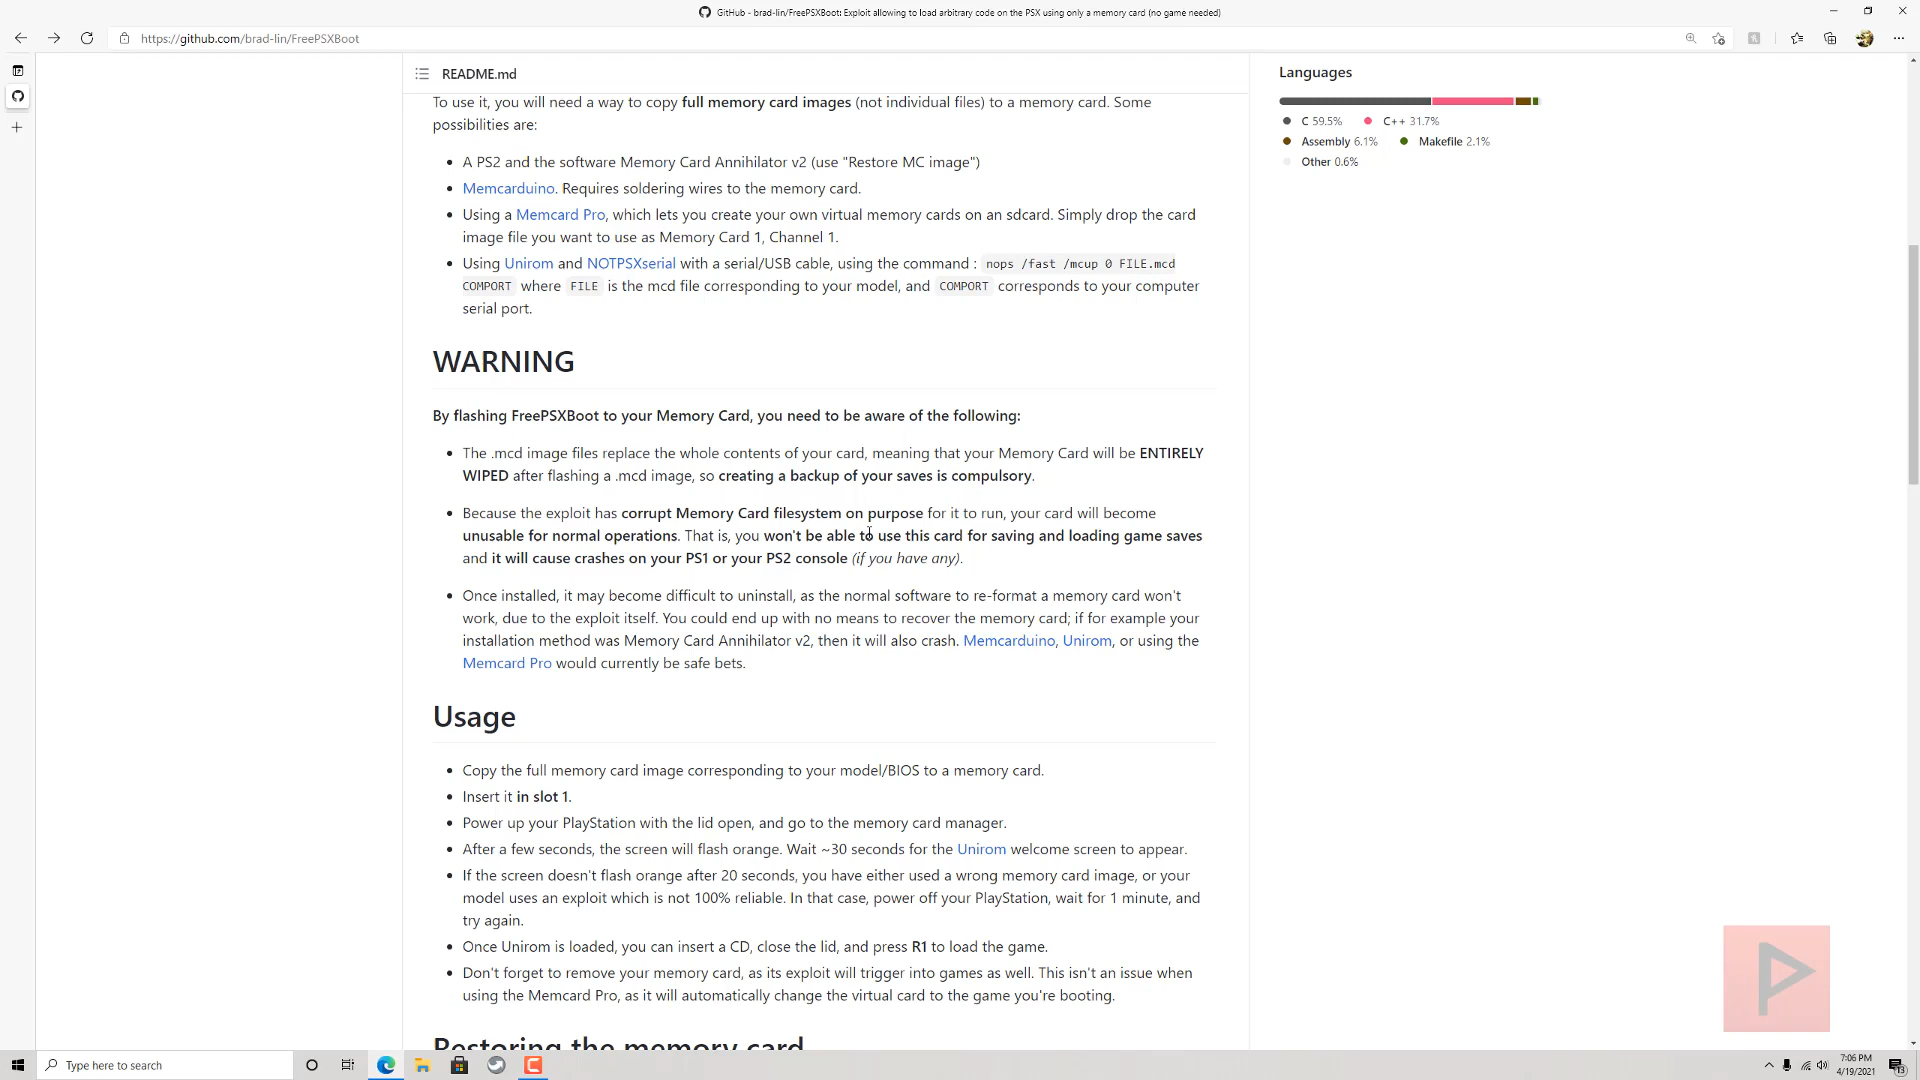 GitHub - brad-lin/FreePSXBoot: Exploit allowing to load arbitrary code on the PSX using only a memory card (no game needed)
https://github.com/brad-lin/FreePSXBoot
README.md
To use it, you will need a way to copy full memory card images (not individual files) to a memory card. Some
possibilities are:
A PS2 and the software Memory Card Annihilator v2 (use "Restore MC image")
Memcarduino. Requires soldering wires to the memory card.
Using a Memcard Pro, which lets you create your own virtual memory cards on an sdcard. Simply drop the card
image file you want to use as Memory Card 1, Channel 1.
Using Unirom and NOTPSXserial with a serial/USB cable, using the command : nops /fast /mcup 0 FILE.mcd
COMPORT where FILE is the mcd file corresponding to your model, and COMPORT corresponds to your computer
serial port.
WARNING
By flashing FreePSXBoot to your Memory Card, you need to be aware of the following:
The .mcd image files replace the whole contents of your card, meaning that your Memory Card will be ENTIRELY
WIPED after flashing a .mcd image, so creating a backup of your saves is compulsory.
Because the exploit has corrupt Memory Card filesystem on purpose for it to run, your card will become
unusable for normal operations. That is, you won't be able to use this card for saving and loading game saves
and it will cause crashes on your PS1 or your PS2 console (if you have any).
Once installed, it may become difficult to uninstall, as the normal software to re-format a memory card won't
work, due to the exploit itself. You could end up with no means to recover the memory card; if for example your
installation method was Memory Card Annihilator v2, then it will also crash. Memcarduino, Unirom, or using the
Memcard Pro would currently be safe bets.
Usage
Copy the full memory card image corresponding to your model/BIOS to a memory card.
Insert it in slot 1.
Power up your PlayStation with the lid open, and go to the memory card manager.
After a few seconds, the screen will flash orange. Wait ~30 seconds for the Unirom welcome screen to appear.
If the screen doesn't flash orange after 20 seconds, you have either used a wrong memory card image, or your
model uses an exploit which is not 100% reliable. In that case, power off your PlayStation, wait for 1 minute, and
try again.
Once Unirom is loaded, you can insert a CD, close the lid, and press R1 to load the game.
Don't forget to remove your memory card, as its exploit will trigger into games as well. This isn't an issue when
using the Memcard Pro, as it will automatically change the virtual card to the game you're booting.
Restoring the memory card
Languages
C 59.5% C++ 31.7%
Assembly 6.1% Makefile 2.1%
Other 0.6%
Type here to search
7:06 PM
4/19/2021